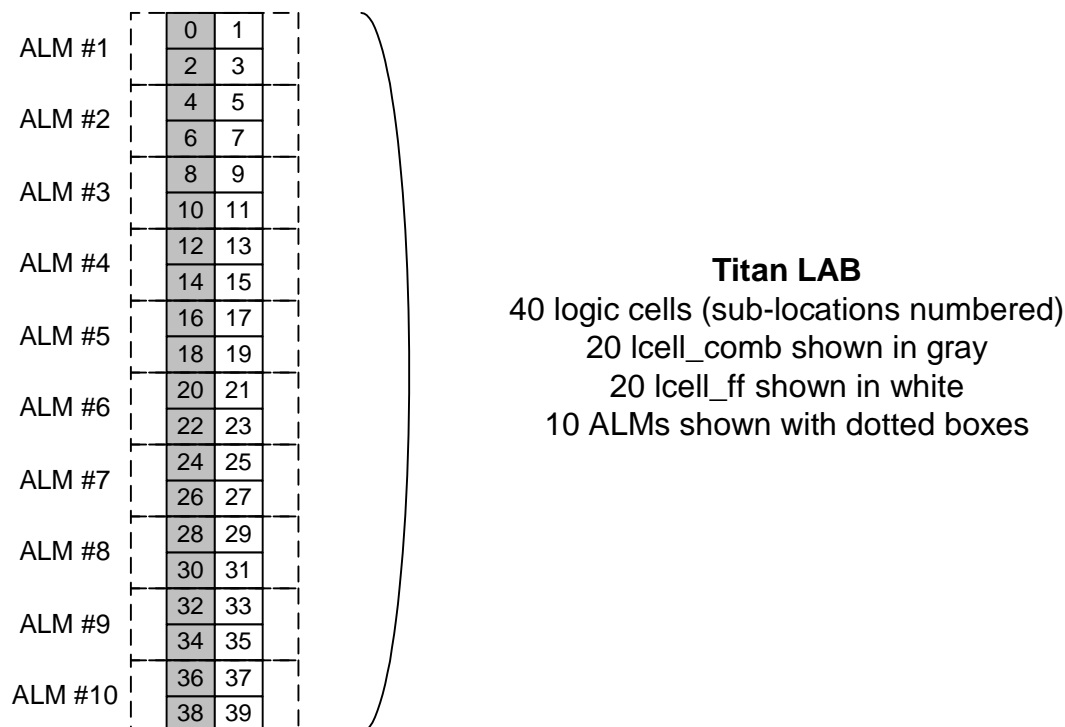 ALM #1
0 1
2 3
ALM #2
4 5
6 7
ALM #3
8 9
10 11
ALM #4
12 13
14 15
ALM #5
16 17
18 19
ALM #6
20 21
22 23
ALM #7
24 25
26 27
ALM #8
28 29
30 31
ALM #9
32 33
34 35
ALM #10
36 37
38 39
Titan LAB
40 logic cells (sub-locations numbered)
20 lcell_comb shown in gray
20 lcell_ff shown in white
10 ALMs shown with dotted boxes